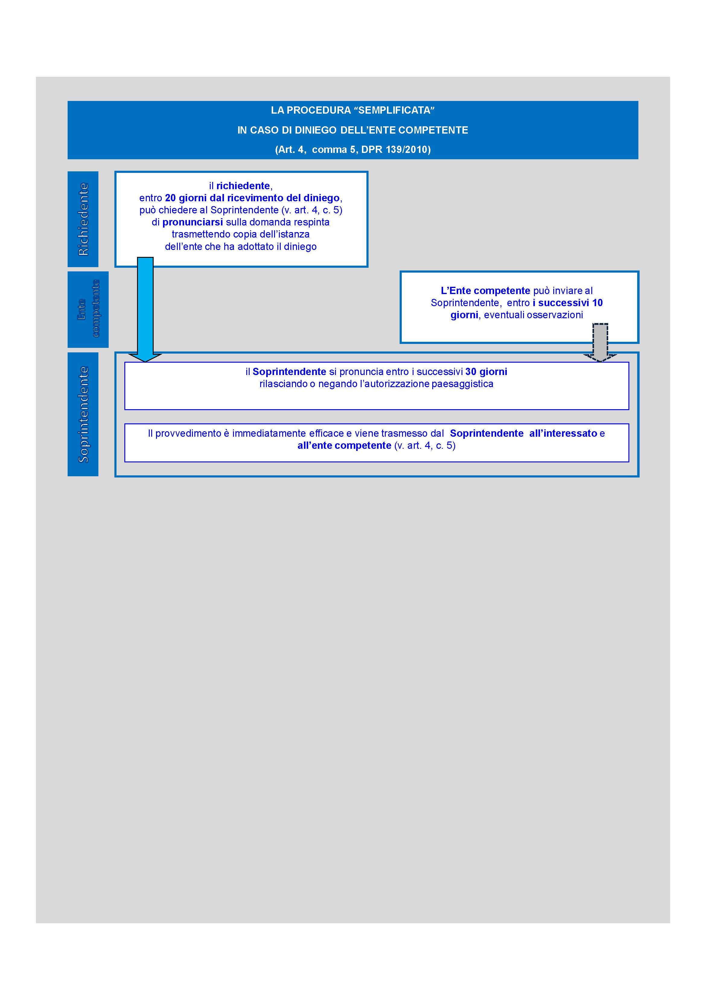 LA PROCEDURA “SEMPLIFICATA”
IN CASO DI DINIEGO DELL’ENTE COMPETENTE
(Art. 4, comma 5, DPR 139/2010)
Richiedente
il richiedente,
entro 20 giorni dal ricevimento del diniego,
può chiedere al Soprintendente (v. art. 4, c. 5)
di pronunciarsi sulla domanda respinta
trasmettendo copia dell’istanza
dell’ente che ha adottato il diniego
Ente
competente
L’Ente competente può inviare al
Soprintendente, entro i successivi 10
giorni, eventuali osservazioni
Soprintendente
il Soprintendente si pronuncia entro i successivi 30 giorni
rilasciando o negando l’autorizzazione paesaggistica
Il provvedimento è immediatamente efficace e viene trasmesso dal Soprintendente all’interessato e
all’ente competente (v. art. 4, c. 5)